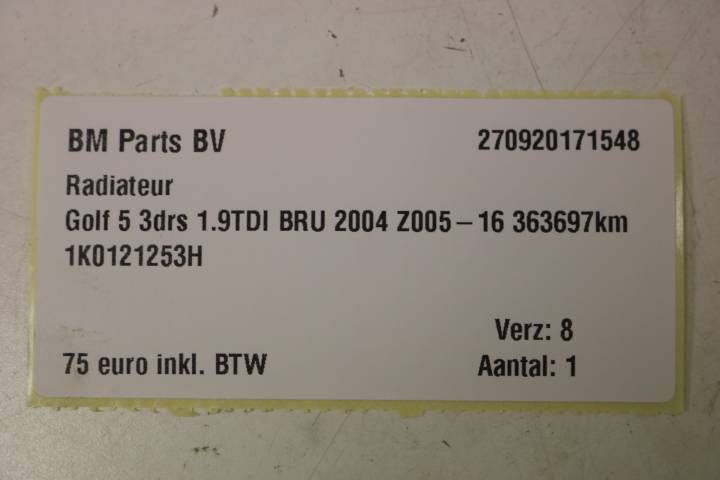 BM Parts BV 270920171548
Radiateur
Golf 5 3drs 1.9TDI BRU 2004 Z005-16 363697km
1K0121253H
Verz: 8
75 euro inkl. BTW Aantal: 1